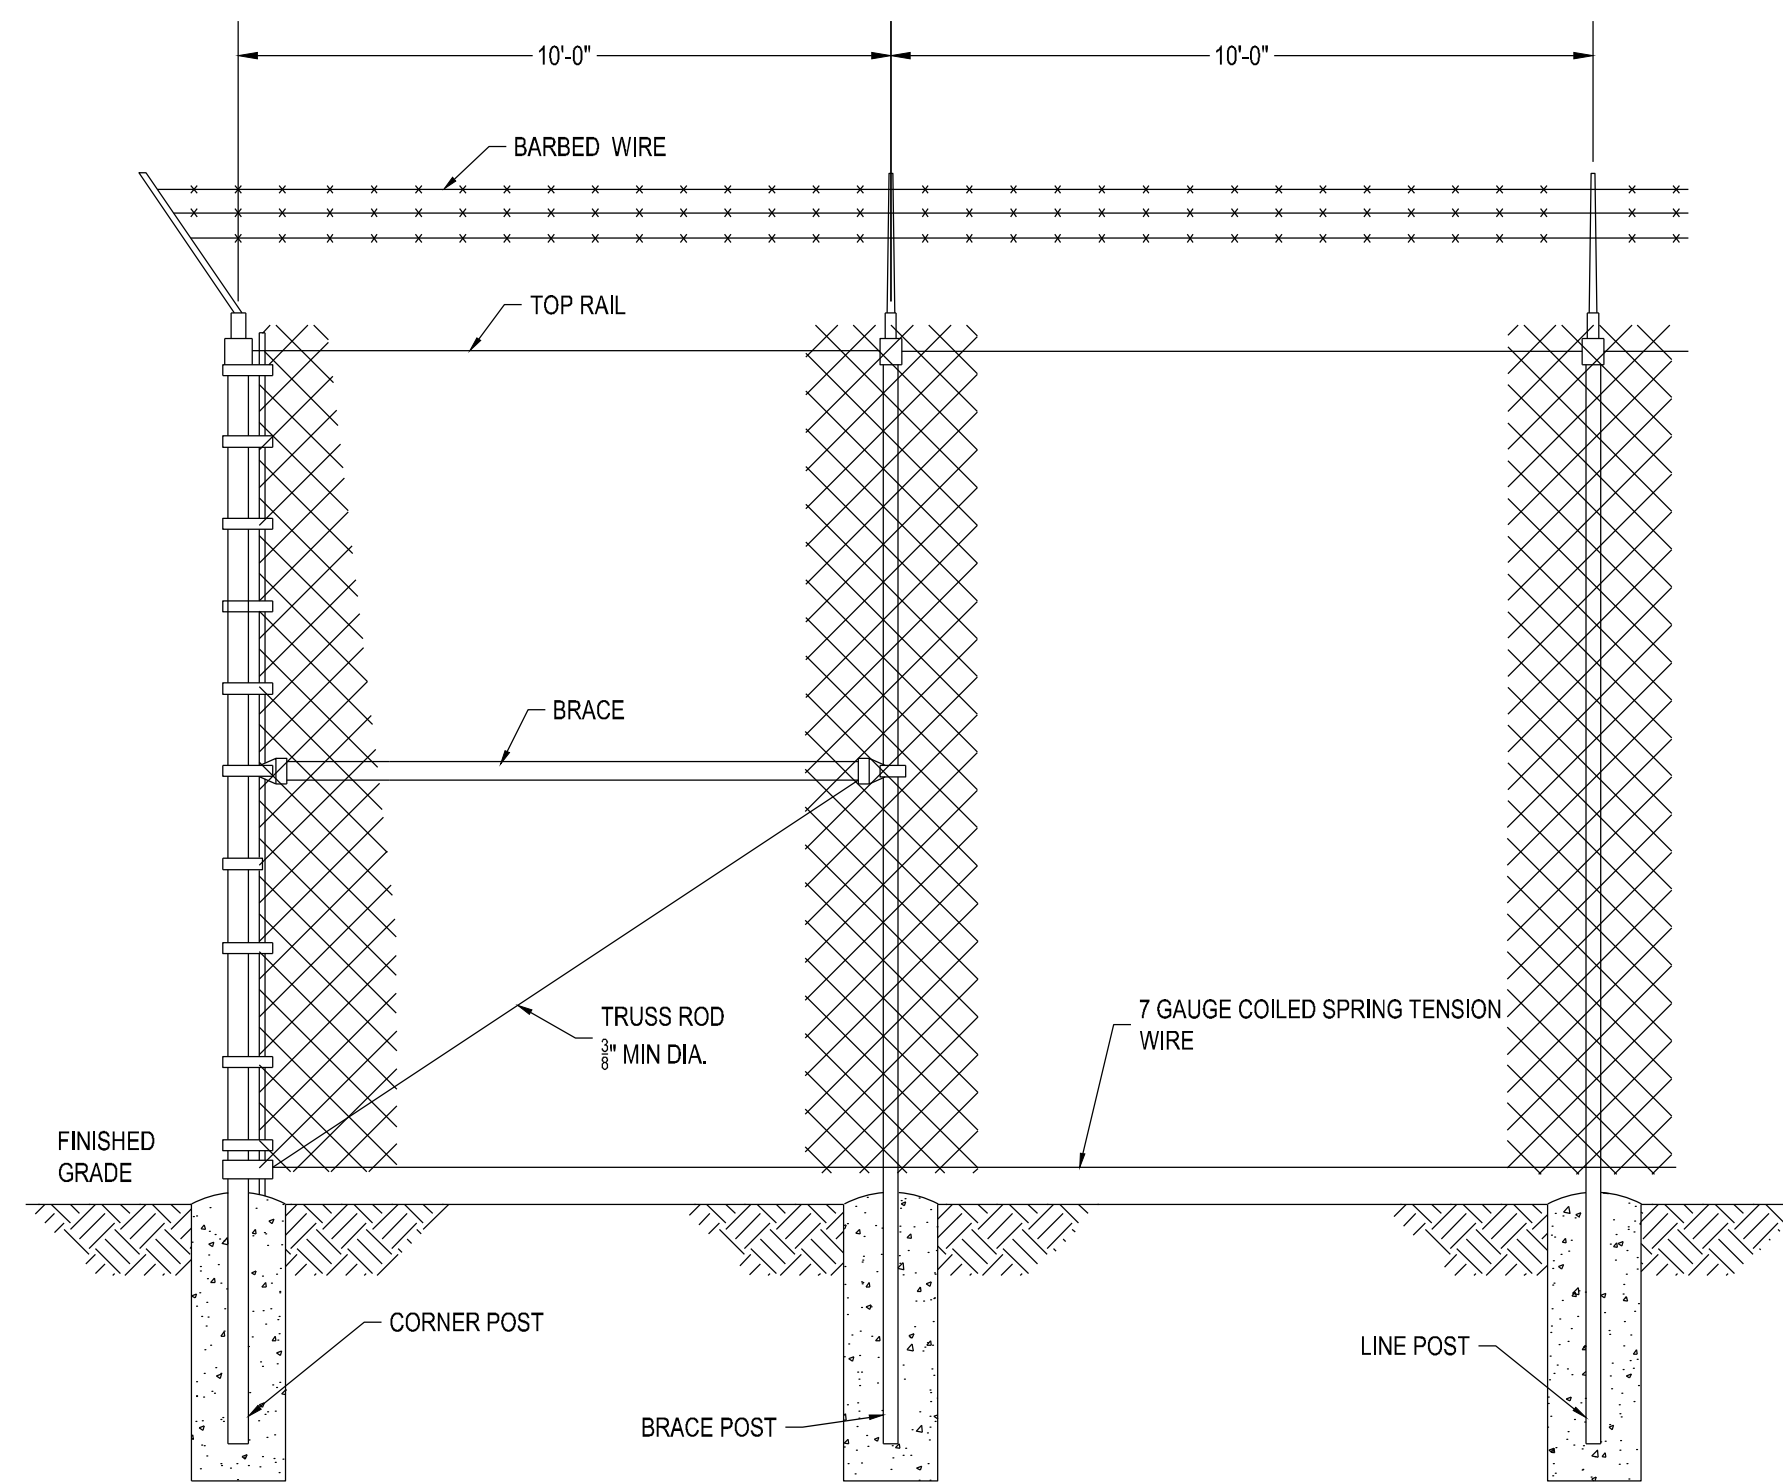 10'-0" 10'-0"
BARBED WIRE
TOP RAIL
BRACE
7 GAUGE COILED SPRING TENSION
WIRE
TRUSS ROD
3/8" MIN DIA.
FINISHED
GRADE
CORNER POST
LINE POST
BRACE POST